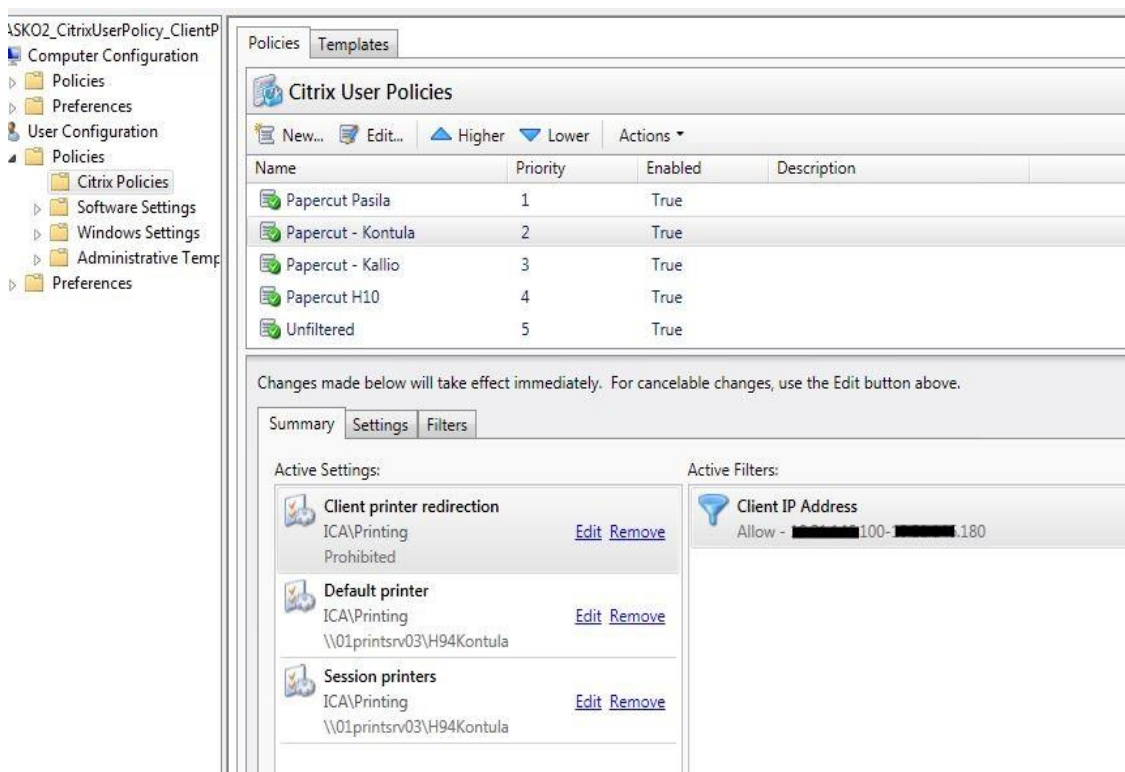 ASKO2_CitrixUserPolicy_ClientP
Computer Configuration
Policies
Preferences
User Configuration
Policies
Citrix Policies
Software Settings
Windows Settings
Administrative Temp
Preferences
Policies Templates
Citrix User Policies
New... Edit... Higher Lower Actions
Name Priority Enabled Description
Papercut Pasila 1 True
Papercut - Kontula 2 True
Papercut - Kallio 3 True
Papercut H10 4 True
Unfiltered 5 True
Changes made below will take effect immediately. For cancelable changes, use the Edit button above.
Summary Settings Filters
Active Settings:
Client printer redirection
ICA\Printing Edit Remove
Prohibited
Default printer
ICA\Printing Edit Remove
\\01printsrv03\H94Kontula
Session printers
ICA\Printing Edit Remove
\\01printsrv03\H94Kontula
Active Filters:
Client IP Address
Allow - 100- .180